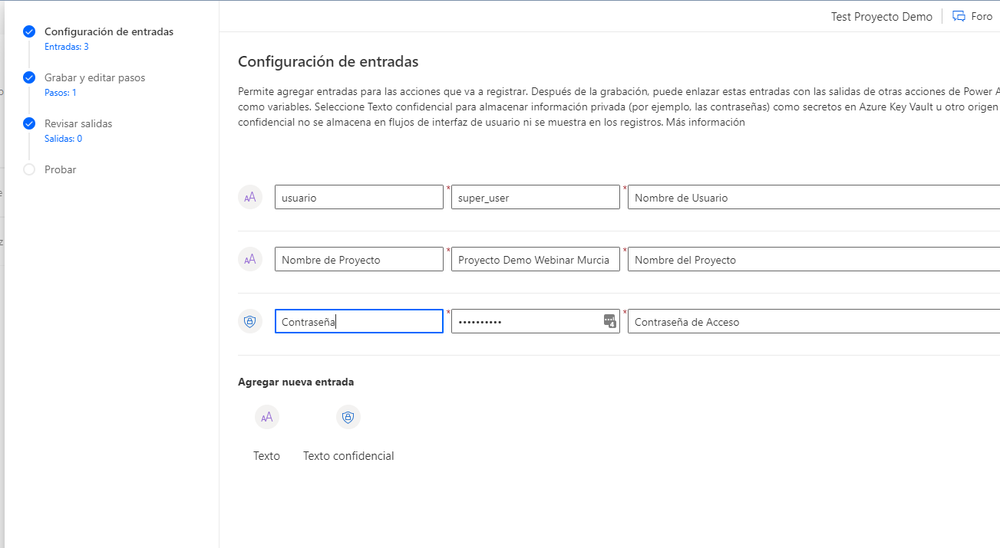 Test Proyecto Demo
Foro
Configuración de entradas
Entradas: 3
Grabar y editar pasos
Pasos: 1
Revisar salidas
Salidas: 0
Probar
Configuración de entradas
Permite agregar entradas para las acciones que va a registrar. Después de la grabación, puede enlazar estas entradas con las salidas de otras acciones de Power A
como variables. Seleccione Texto confidencial para almacenar información privada (por ejemplo, las contraseñas) como secretos en Azure Key Vault u otro origen
confidencial no se almacena en flujos de interfaz de usuario ni se muestra en los registros. Más información
AA usuario * super_user * Nombre de Usuario
AA Nombre de Proyecto * Proyecto Demo Webinar Murcia * Nombre del Proyecto
Contraseña * •••••••••• 4 * Contraseña de Acceso
Agregar nueva entrada
AA
Texto Texto confidencial